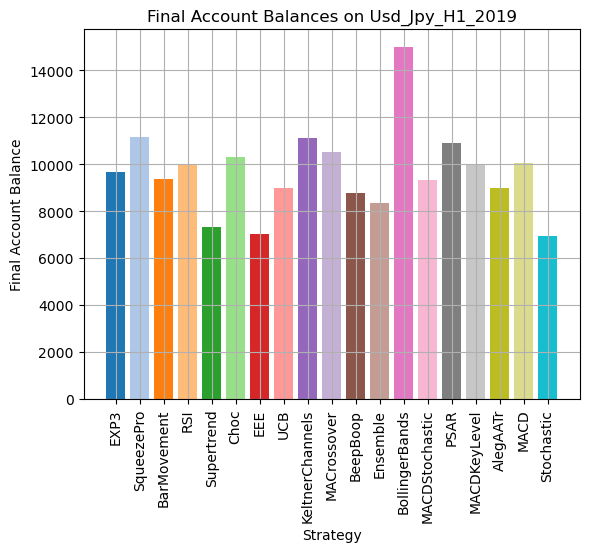 Final Account Balances on Usd_Jpy_H1_2019
Final Account Balance
14000
12000
10000
8000
6000
4000
2000
0
EXP3
SqueezePro
BarMovement
RSI
Supertrend
Choc
EEE
UCB
KeltnerChannels
MACrossover
BeepBoop
Ensemble
BollingerBands
MACDStochastic
PSAR
MACDKeyLevel
AlegAATr
MACD
Stochastic
Strategy